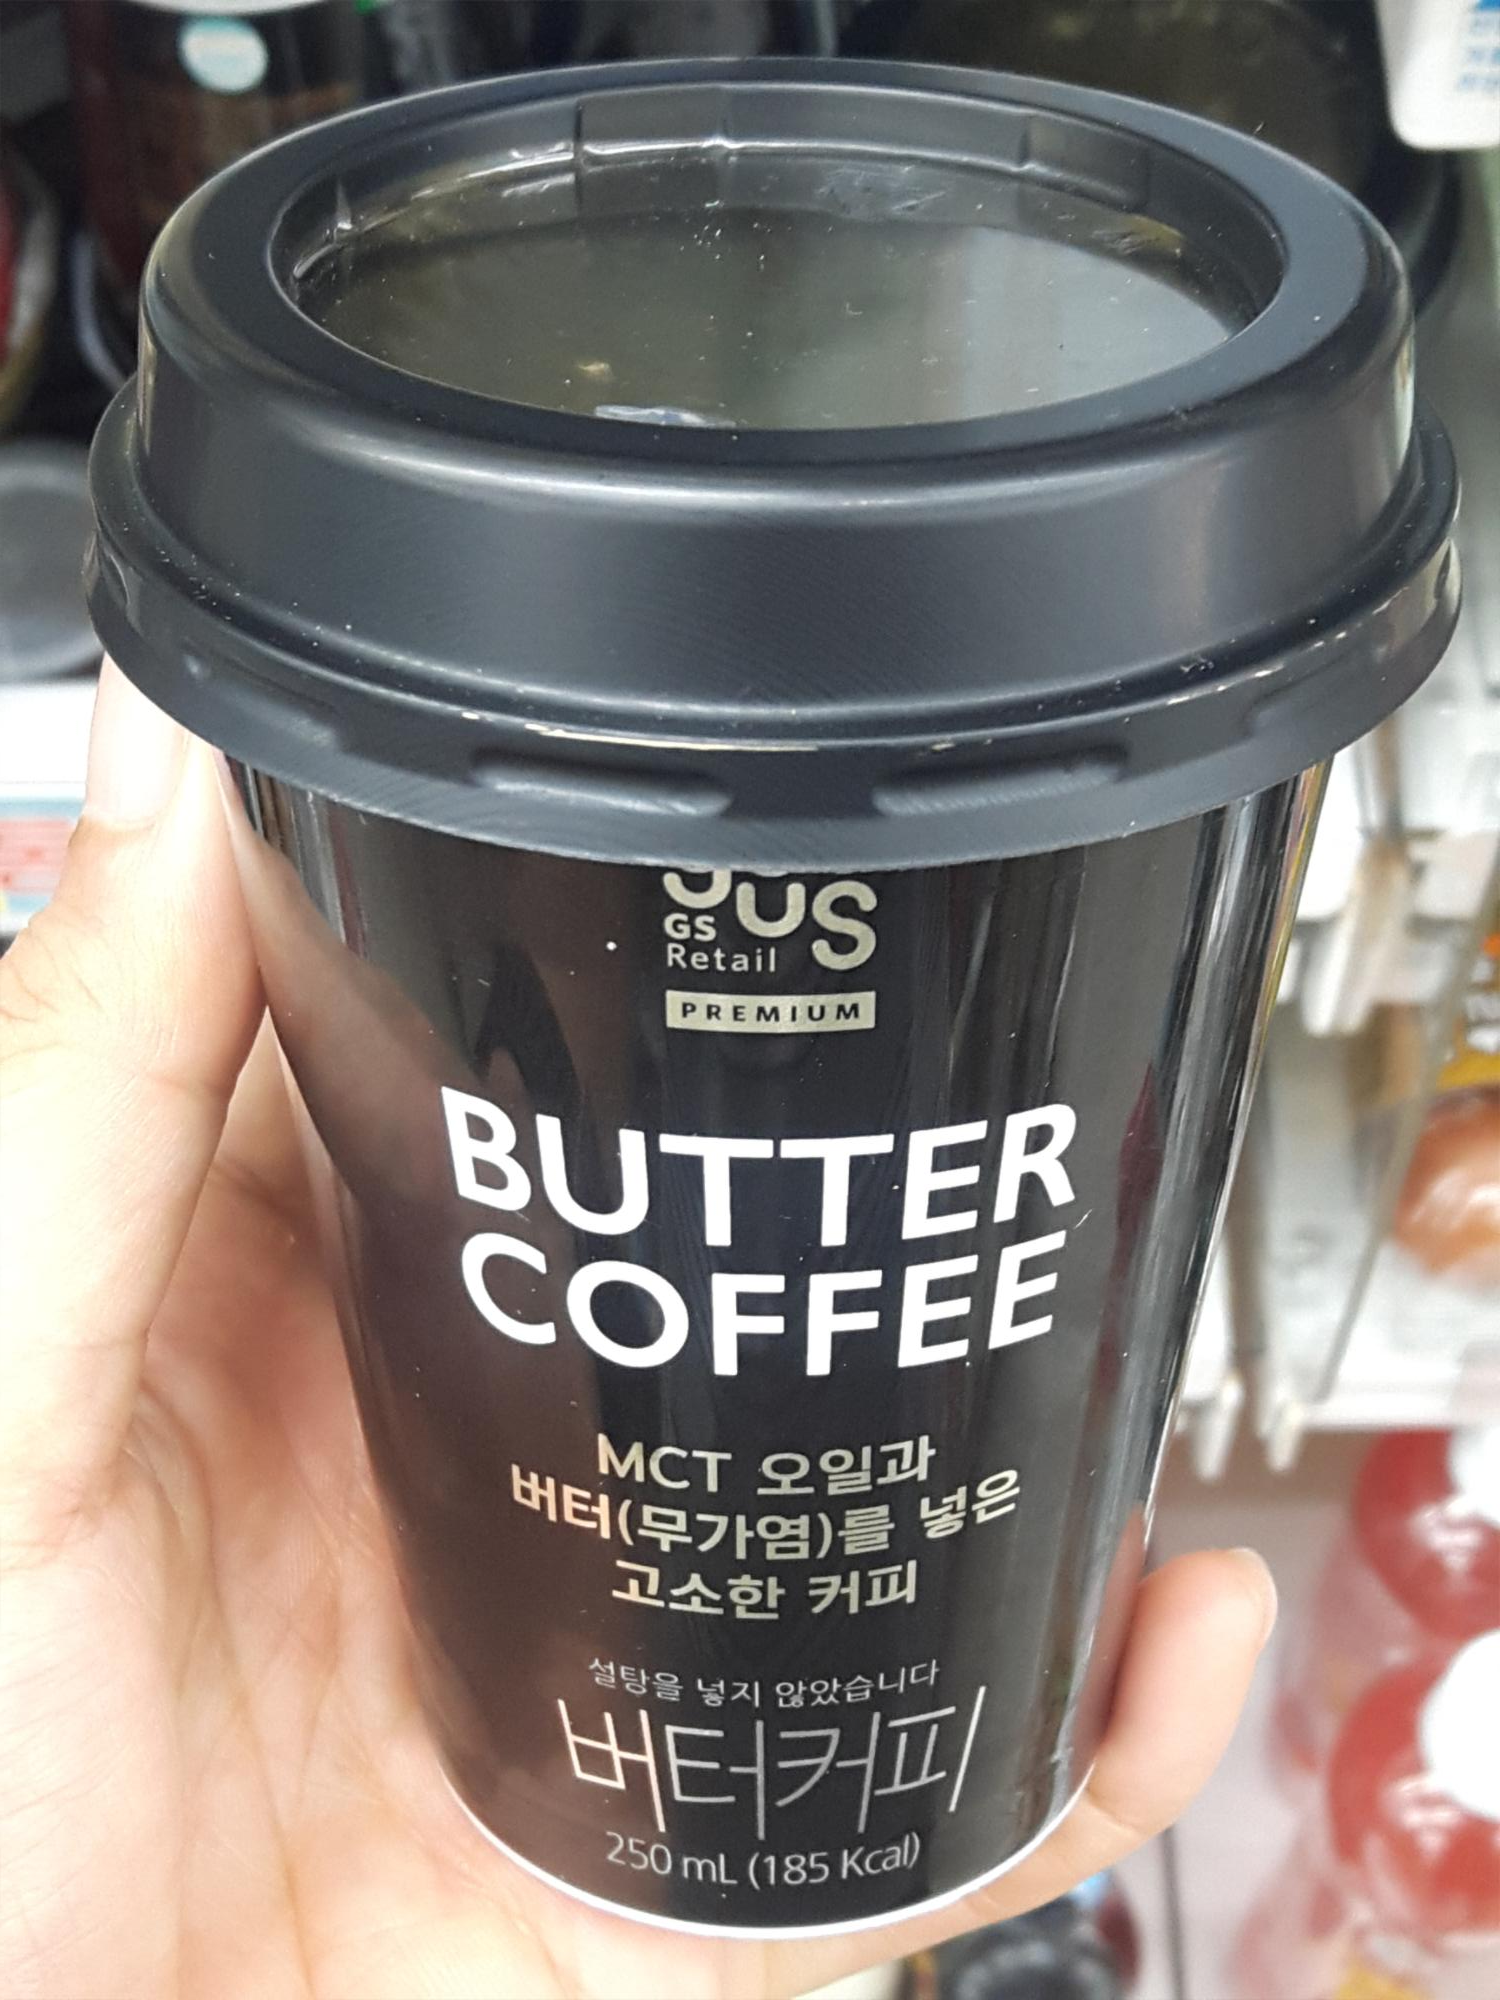 YOUS
GS
Retail
PREMIUM
BUTTER
COFFEE
MCT 오일과
버터(무가염)를 넣은
고소한 커피
설탕을 넣지 않았습니다
버터커피
250 mL (185 Kcal)